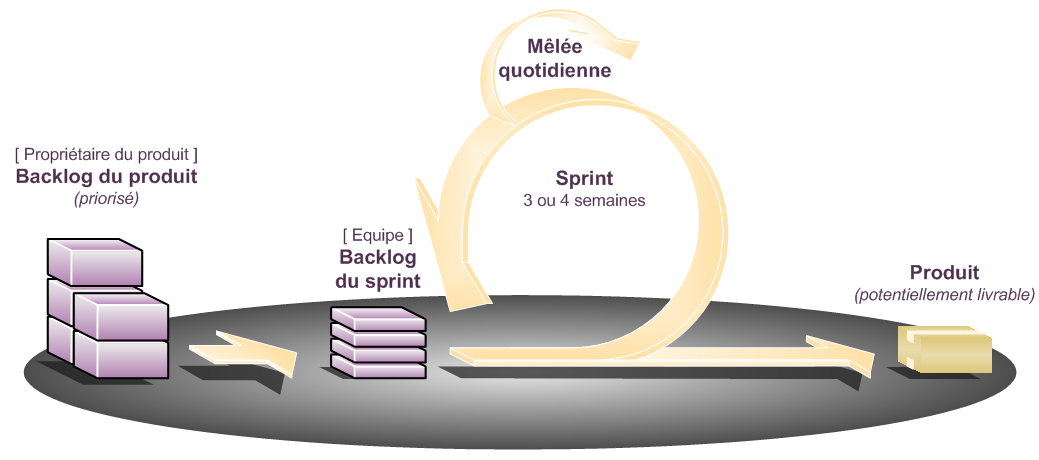 Mêlée
quotidienne
[ Propriétaire du produit ]
Backlog du produit
(priorisé)
Sprint
3 ou 4 semaines
[ Equipe ]
Backlog
du sprint
Produit
(potentiellement livrable)